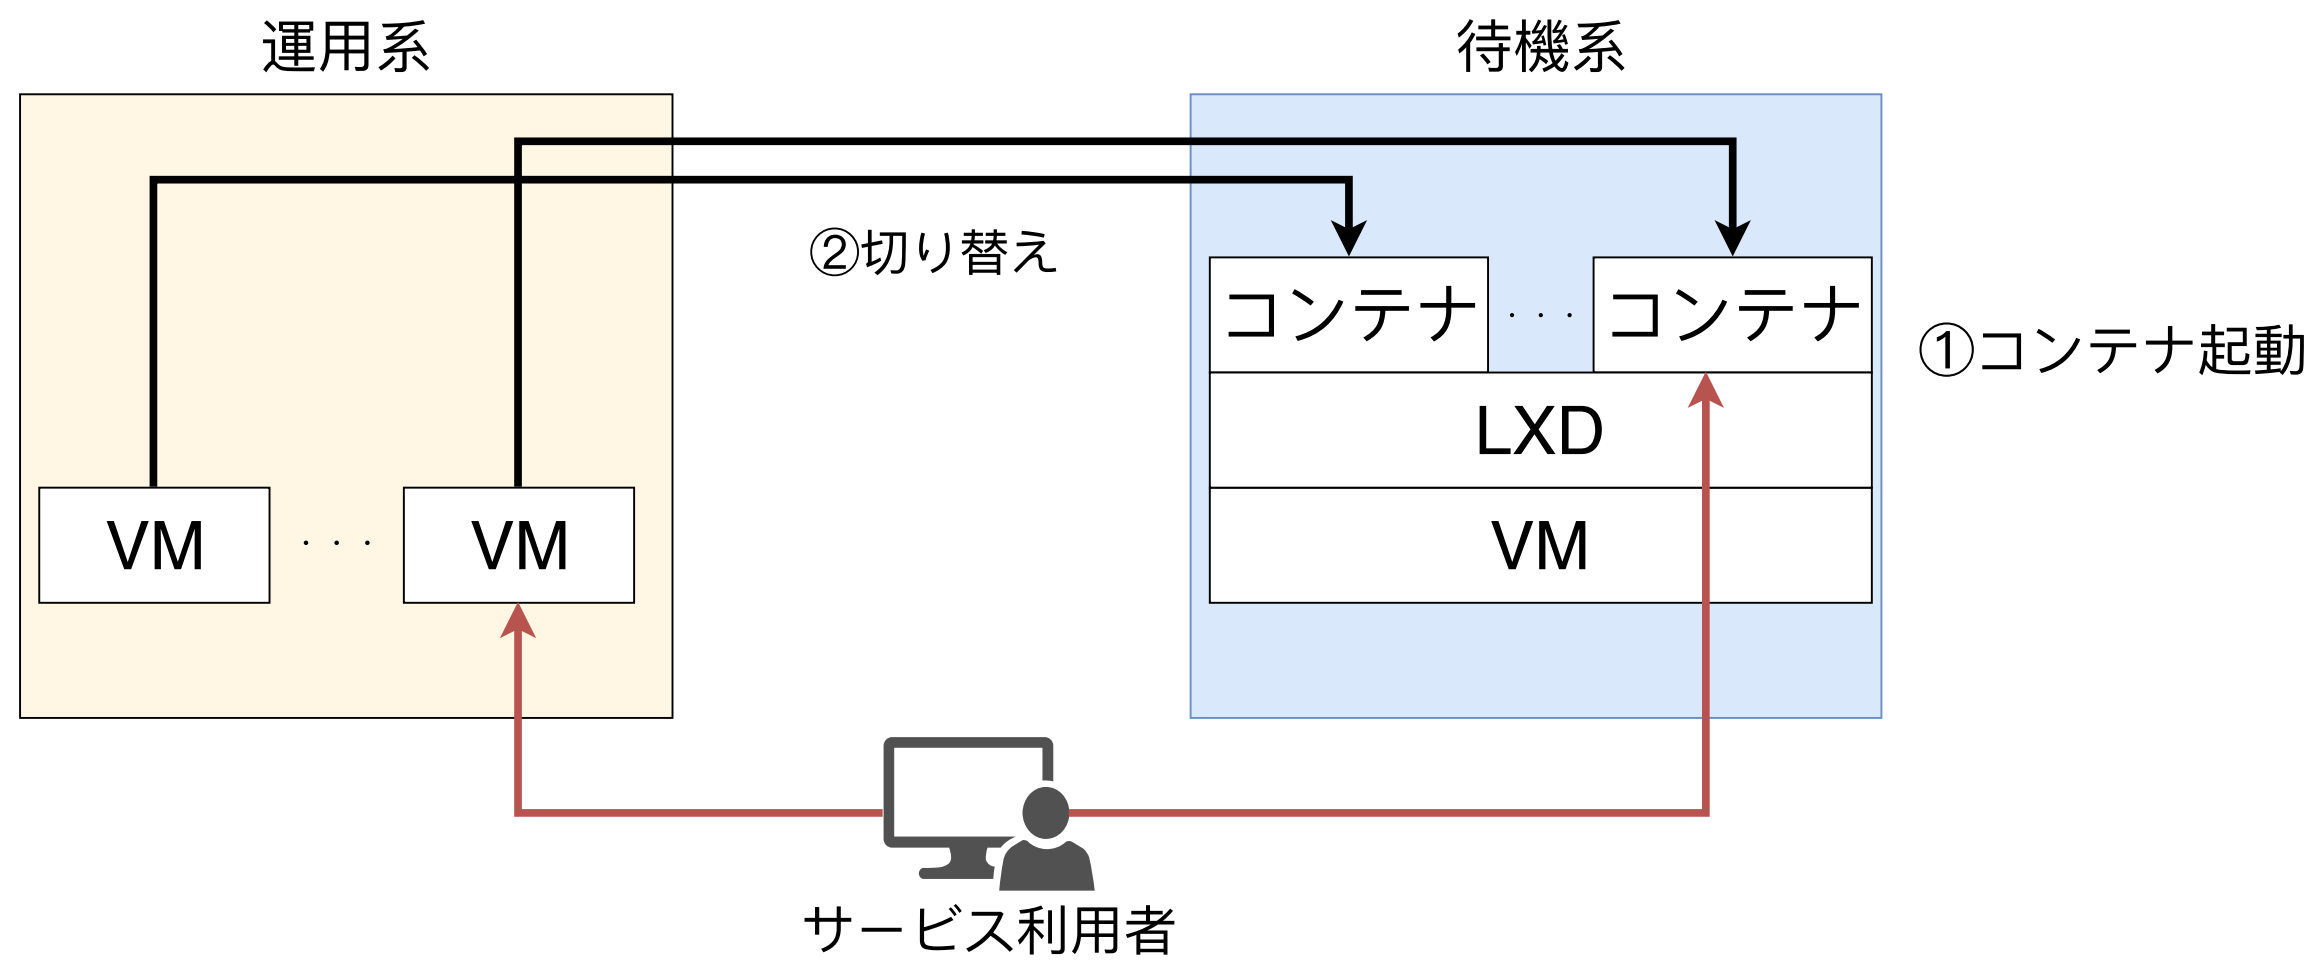 運用系
待機系
②切り替え
コンテナ
・・・
コンテナ
①コンテナ起動
LXD
VM
・・・
VM
VM
サービス利用者